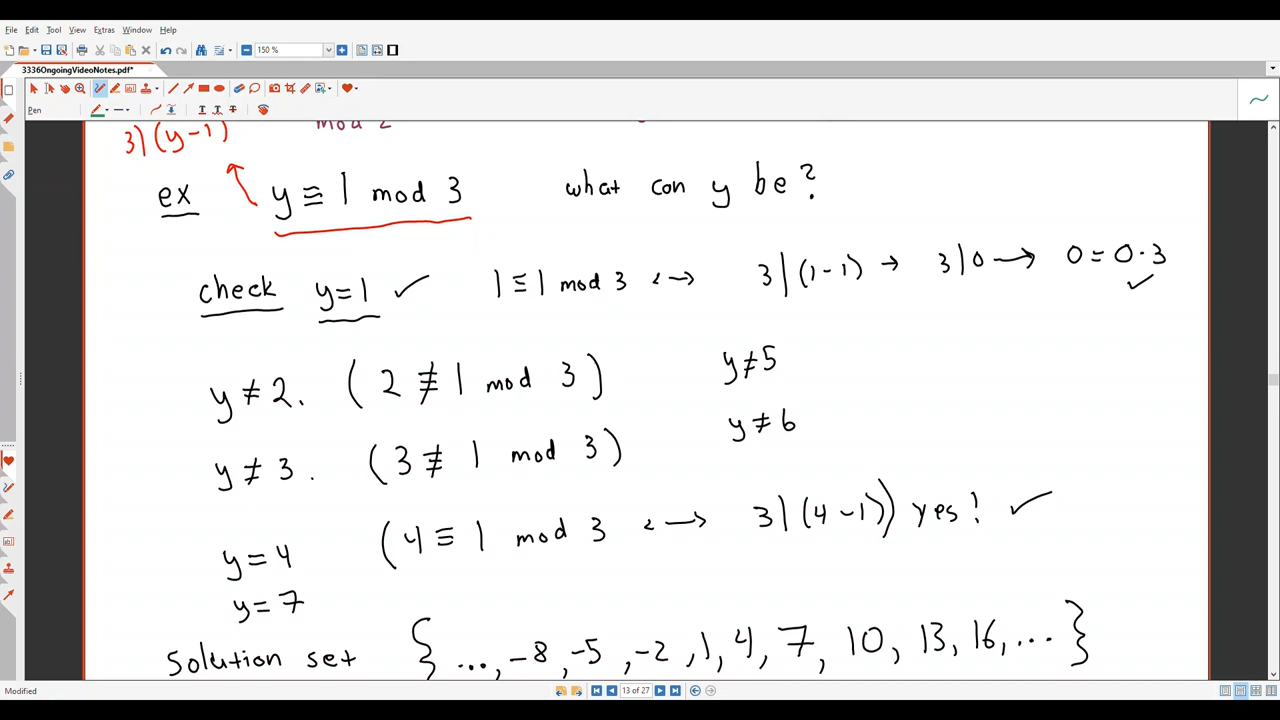 File Edit Tool View Extras Window Help
150 %
3336OngoingVideoNotes.pdf*
Pen
3|(y-1) mod 2
ex y ≡ 1 mod 3 what can y be?
check y=1 ✓ 1 ≡ 1 mod 3 ↔ 3|(1-1) → 3|0 → 0 = 0·3 ✓
y≠5
y ≠ 2. (2 ≢ 1 mod 3)
y ≠ 6
y ≠ 3. (3 ≢ 1 mod 3)
y = 4 (4 ≡ 1 mod 3 ↔ 3|(4-1)) yes! ✓
y = 7
Solution set {..., -8, -5, -2, 1, 4, 7, 10, 13, 16, ...}
Modified 13 of 27